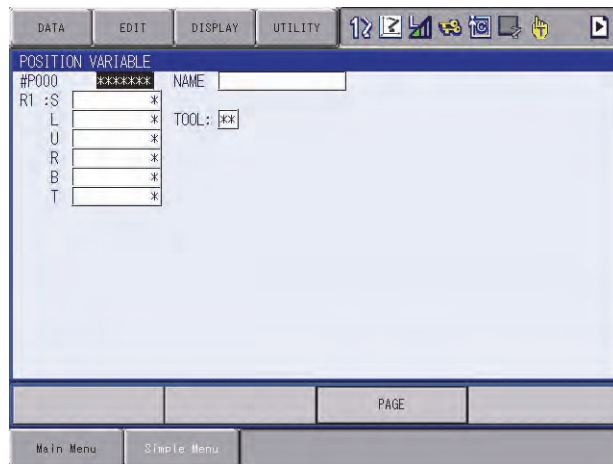 DATA EDIT DISPLAY UTILITY
POSITION VARIABLE
#P000 ******* NAME
R1 :S *
L * TOOL: **
U *
R *
B *
T *
PAGE
Main Menu Simple Menu